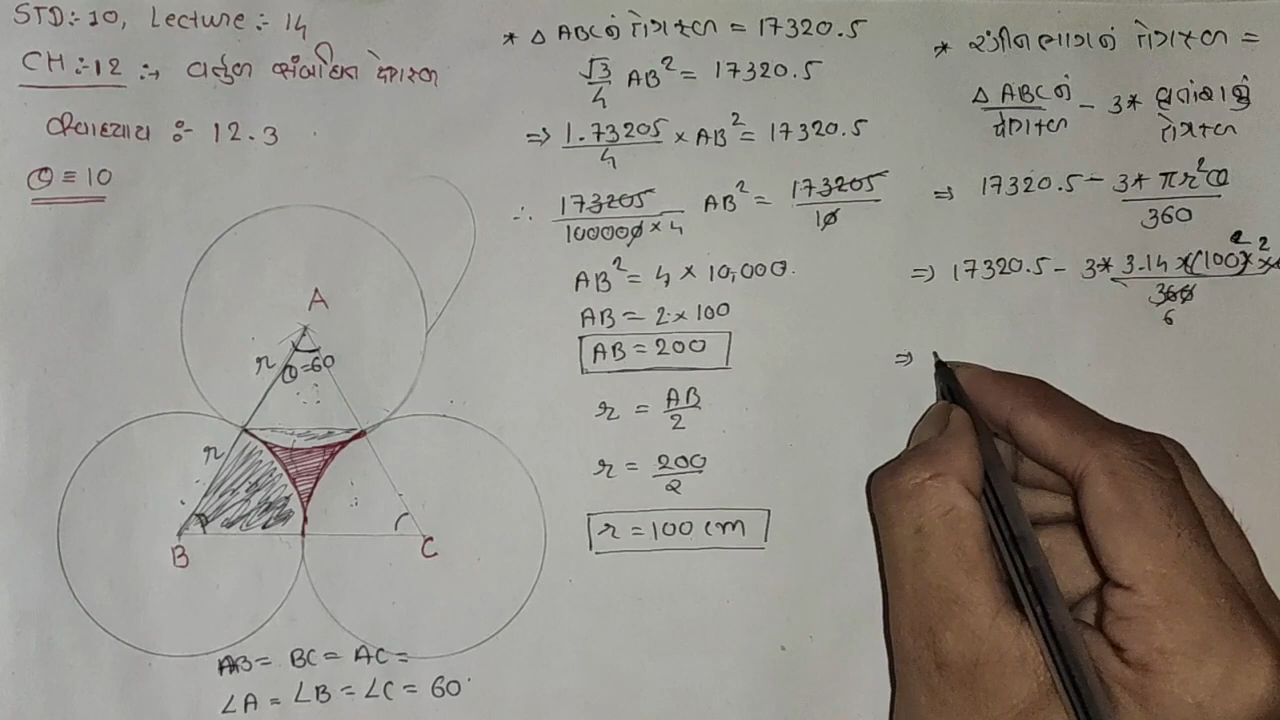 STD:- 10, Lecture:- 14
CH:-12 :→ વર્તુળ સંબંધિત ક્ષેત્રફળ
સ્વાધ્યાય :- 12.3
Q = 10
A
r
θ=60
r
B
C
AB = BC = AC =
∠A = ∠B = ∠C = 60°
* △ ABCનું ક્ષેત્રફળ = 17320.5
√3/4 AB² = 17320.5
⇒ 1.73205/4 × AB² = 17320.5
∴ 173205/(100000 × 4) AB² = 173205/10
AB² = 4 × 10,000.
AB = 2 × 100
AB = 200
r = AB/2
r = 200/2
r = 100 cm
* રંગીન ભાગનું ક્ષેત્રફળ =
△ ABCનું ક્ષેત્રફળ - 3* વૃતાંશનું ક્ષેત્રફળ
⇒ 17320.5 - 3* πr²θ/360
⇒ 17320.5 - 3* 3.14 × (100)² ×
360
6
⇒